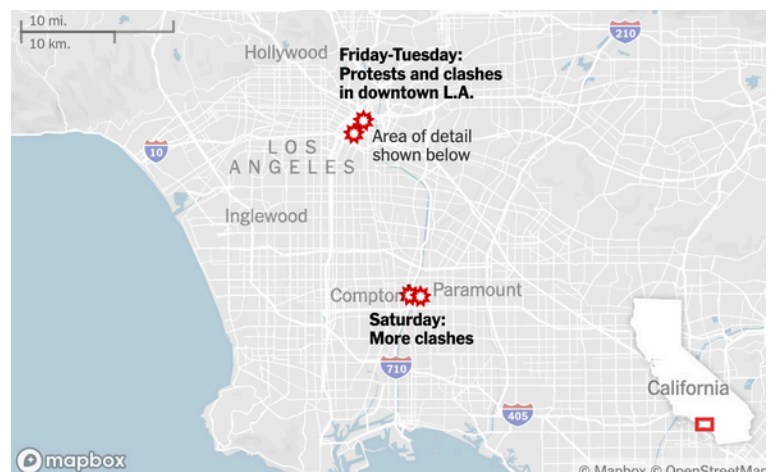 10 mi.
10 km.
Hollywood
210
Friday-Tuesday:
Protests and clashes
in downtown L.A.
Area of detail
shown below
10
LOS
ANGELES
Inglewood
Compton
Paramount
Saturday:
More clashes
710
California
405
mapbox
© Mapbox © OpenStreetMap